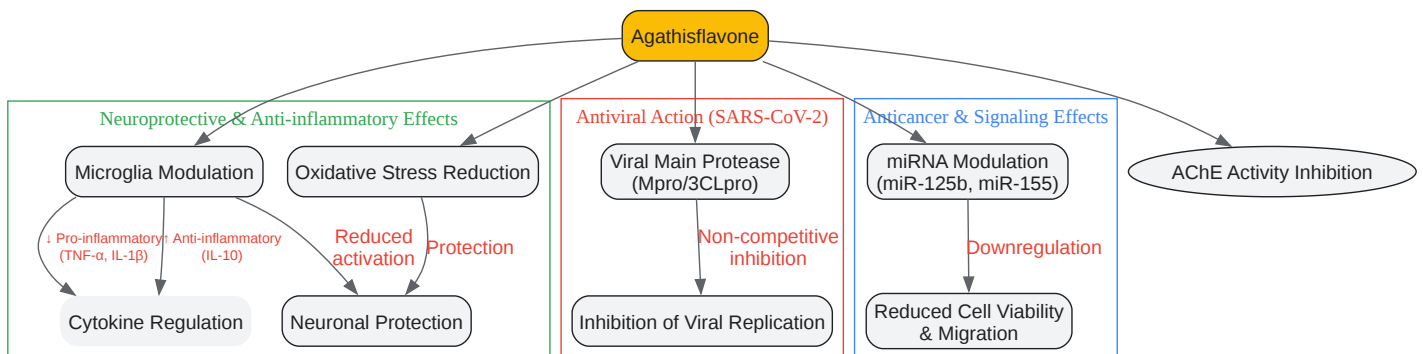 Agathisflavone
Neuroprotective & Anti-inflammatory Effects
Antiviral Action (SARS-CoV-2)
Anticancer & Signaling Effects
Microglia Modulation
Oxidative Stress Reduction
Viral Main Protease
(Mpro/3CLpro)
miRNA Modulation
(miR-125b, miR-155)
AChE Activity Inhibition
↓ Pro-inflammatory
(TNF-α, IL-1β)
↑ Anti-inflammatory
(IL-10)
Reduced
activation
Protection
Non-competitive
inhibition
Downregulation
Cytokine Regulation
Neuronal Protection
Inhibition of Viral Replication
Reduced Cell Viability
& Migration